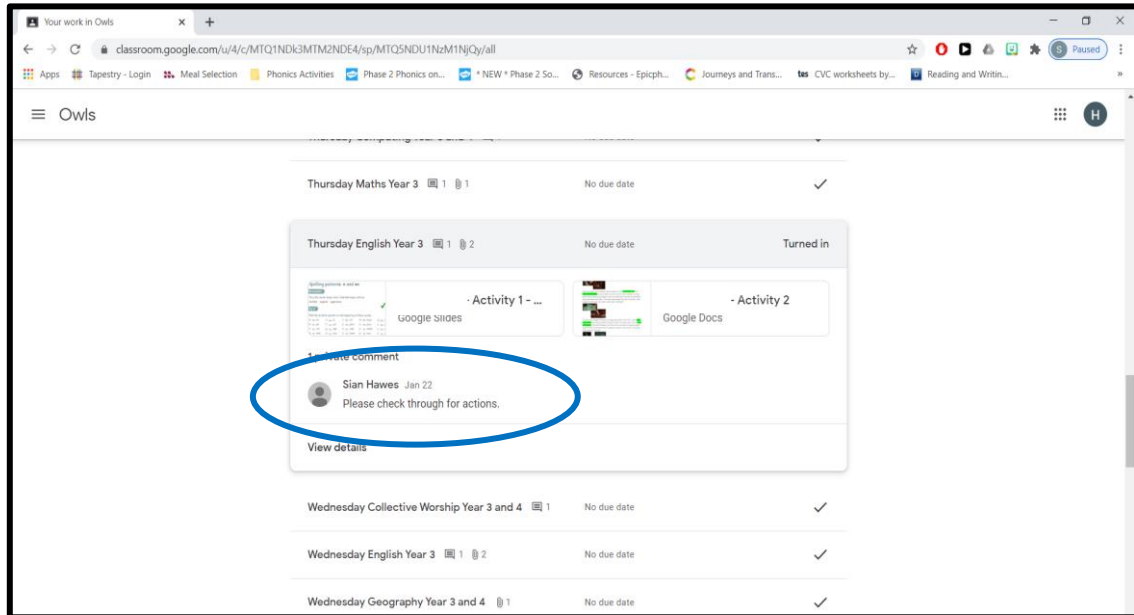 Your work in Owls
classroom.google.com/u/4/c/MTQ1NDk3MTM2NDE4/sp/MTQ5NDU1NzM1NjQy/all
S Paused
Apps Tapestry - Login Meal Selection Phonics Activities Phase 2 Phonics on... * NEW * Phase 2 So... Resources - Epicph... Journeys and Trans... tes CVC worksheets by... Reading and Writin...
Owls
H
Thursday Maths Year 3 1 1 No due date
Thursday English Year 3 1 2 No due date Turned in
- Activity 1 - ...
Google Slides
- Activity 2
Google Docs
1 private comment
Sian Hawes Jan 22
Please check through for actions.
View details
Wednesday Collective Worship Year 3 and 4 1 No due date
Wednesday English Year 3 1 2 No due date
Wednesday Geography Year 3 and 4 1 No due date